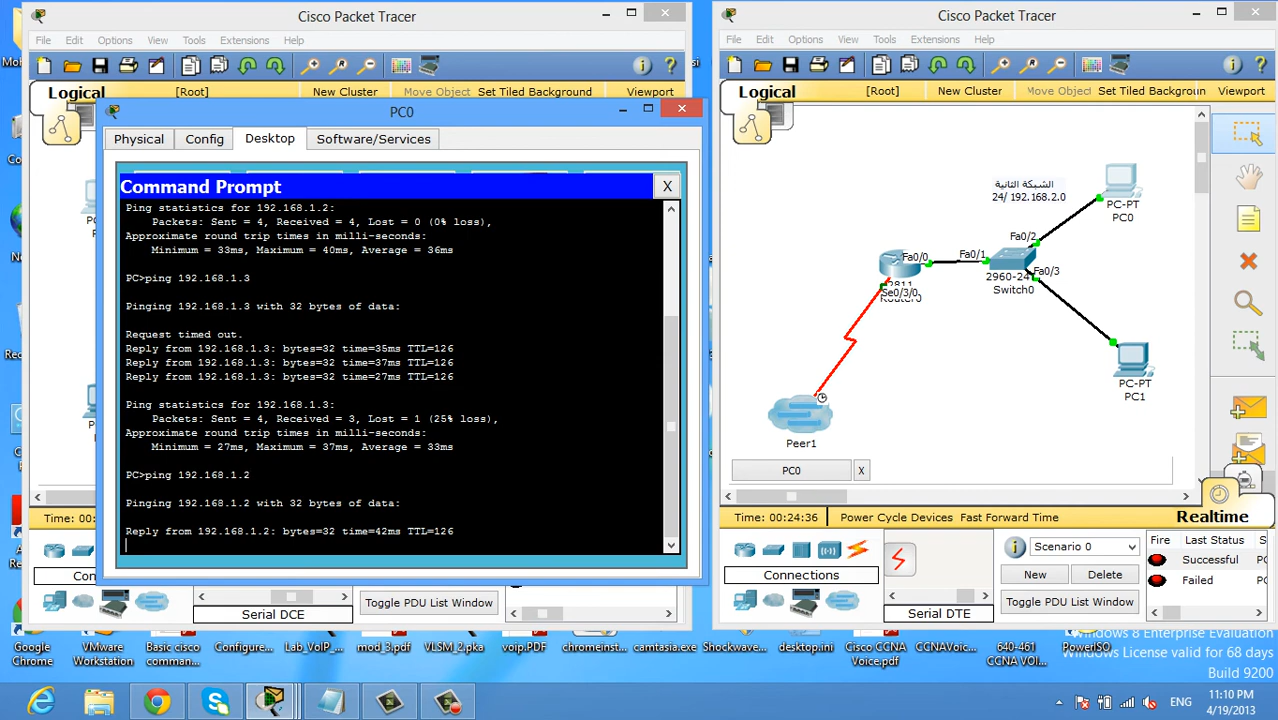 Cisco Packet Tracer
File Edit Options View Tools Extensions Help
Logical [Root] New Cluster Move Object Set Tiled Background Viewport
PC0
Physical Config Desktop Software/Services
Command Prompt X
Ping statistics for 192.168.1.2:
Packets: Sent = 4, Received = 4, Lost = 0 (0% loss),
Approximate round trip times in milli-seconds:
Minimum = 33ms, Maximum = 40ms, Average = 36ms
PC>ping 192.168.1.3
Pinging 192.168.1.3 with 32 bytes of data:
Request timed out.
Reply from 192.168.1.3: bytes=32 time=35ms TTL=126
Reply from 192.168.1.3: bytes=32 time=37ms TTL=126
Reply from 192.168.1.3: bytes=32 time=27ms TTL=126
Ping statistics for 192.168.1.3:
Packets: Sent = 4, Received = 3, Lost = 1 (25% loss),
Approximate round trip times in milli-seconds:
Minimum = 27ms, Maximum = 37ms, Average = 33ms
PC>ping 192.168.1.2
Pinging 192.168.1.2 with 32 bytes of data:
Reply from 192.168.1.2: bytes=32 time=42ms TTL=126
Time: 00:
Serial DCE
Toggle PDU List Window
Cisco Packet Tracer
File Edit Options View Tools Extensions Help
Logical [Root] New Cluster Move Object Set Tiled Backgroun Viewport
الشبكة الثانية
24/ 192.168.2.0
PC-PT
PC0
Fa0/2
Fa0/0 Fa0/1
Fa0/3
2960-24
Switch0
2811
Router0
Se0/3/0
PC-PT
PC1
Peer1
PC0 X
Time: 00:24:36 Power Cycle Devices Fast Forward Time Realtime
Scenario 0
New Delete
Toggle PDU List Window
Fire Last Status S
Successful PC
Failed PC
Connections
Serial DTE
Google
Chrome
VMware
Workstation
Basic cisco
comman...
Configure...
Lab_VoIP_...
mod_3.pdf
VLSM_2.pka
voip.PDF
chromeinst...
camtasia.exe
Shockwave...
desktop.ini
Cisco CCNA
Voice.pdf
CCNAVoic...
640-461
CCNA VOI...
PowerISO
Windows 8 Enterprise Evaluation
Windows License valid for 68 days
Build 9200
ENG
11:10 PM
4/19/2013